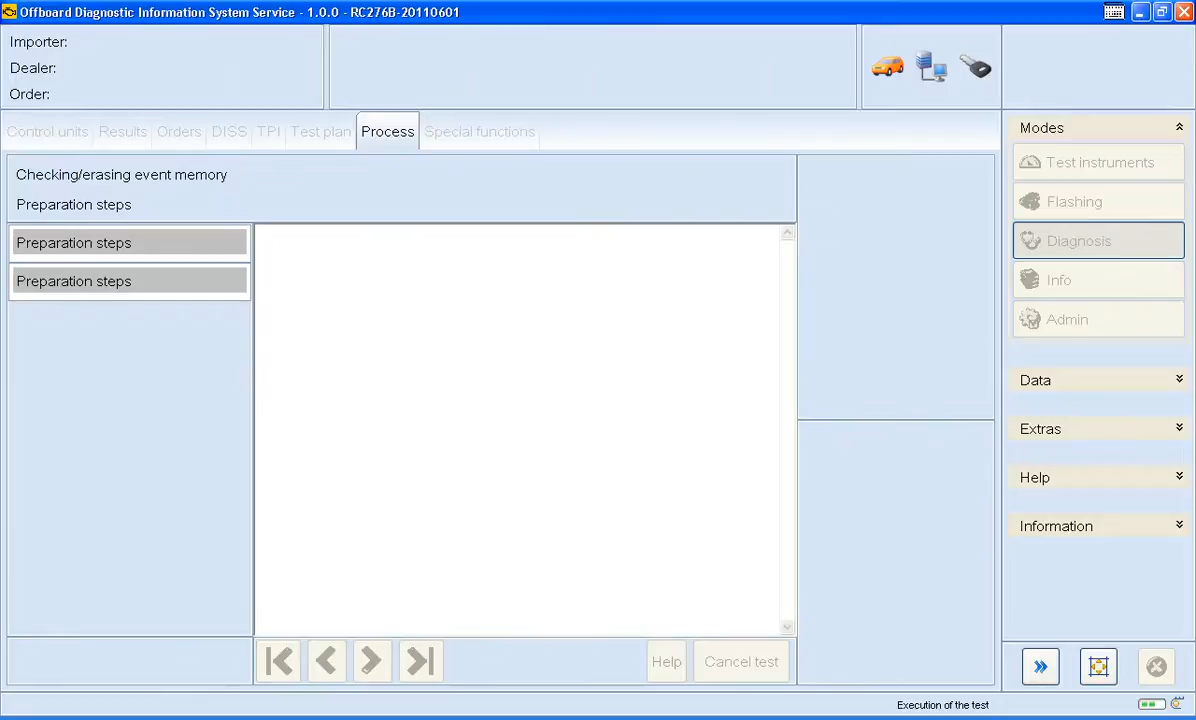 Offboard Diagnostic Information System Service - 1.0.0 - RC276B-20110601
Importer:
Dealer:
Order:
Control units
Results
Orders
DISS
TPI
Test plan
Process
Special functions
Checking/erasing event memory
Preparation steps
Preparation steps
Preparation steps
Help
Cancel test
Modes
Test instruments
Flashing
Diagnosis
Info
Admin
Data
Extras
Help
Information
Execution of the test